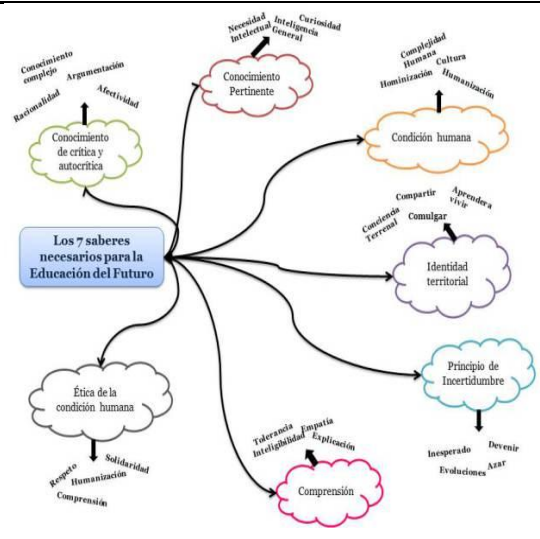 Necesidad
Intelectual
Inteligencia
General
Curiosidad
Conocimiento
Pertinente
Conocimiento
complejo
Argumentación
Racionalidad
Afectividad
Conocimiento
de crítica y
autocrítica
Complejidad
Humana
Cultura
Hominización
Humanización
Condición humana
Compartir
Aprender a
vivir
Conciencia
Terrenal
Comulgar
Identidad
territorial
Los 7 saberes
necesarios para la
Educación del Futuro
Principio de
Incertidumbre
Inesperado
Devenir
Evoluciones
Azar
Ética de la
condición humana
Respeto
Solidaridad
Humanización
Comprensión
Tolerancia
Empatía
Inteligibilidad
Explicación
Comprensión